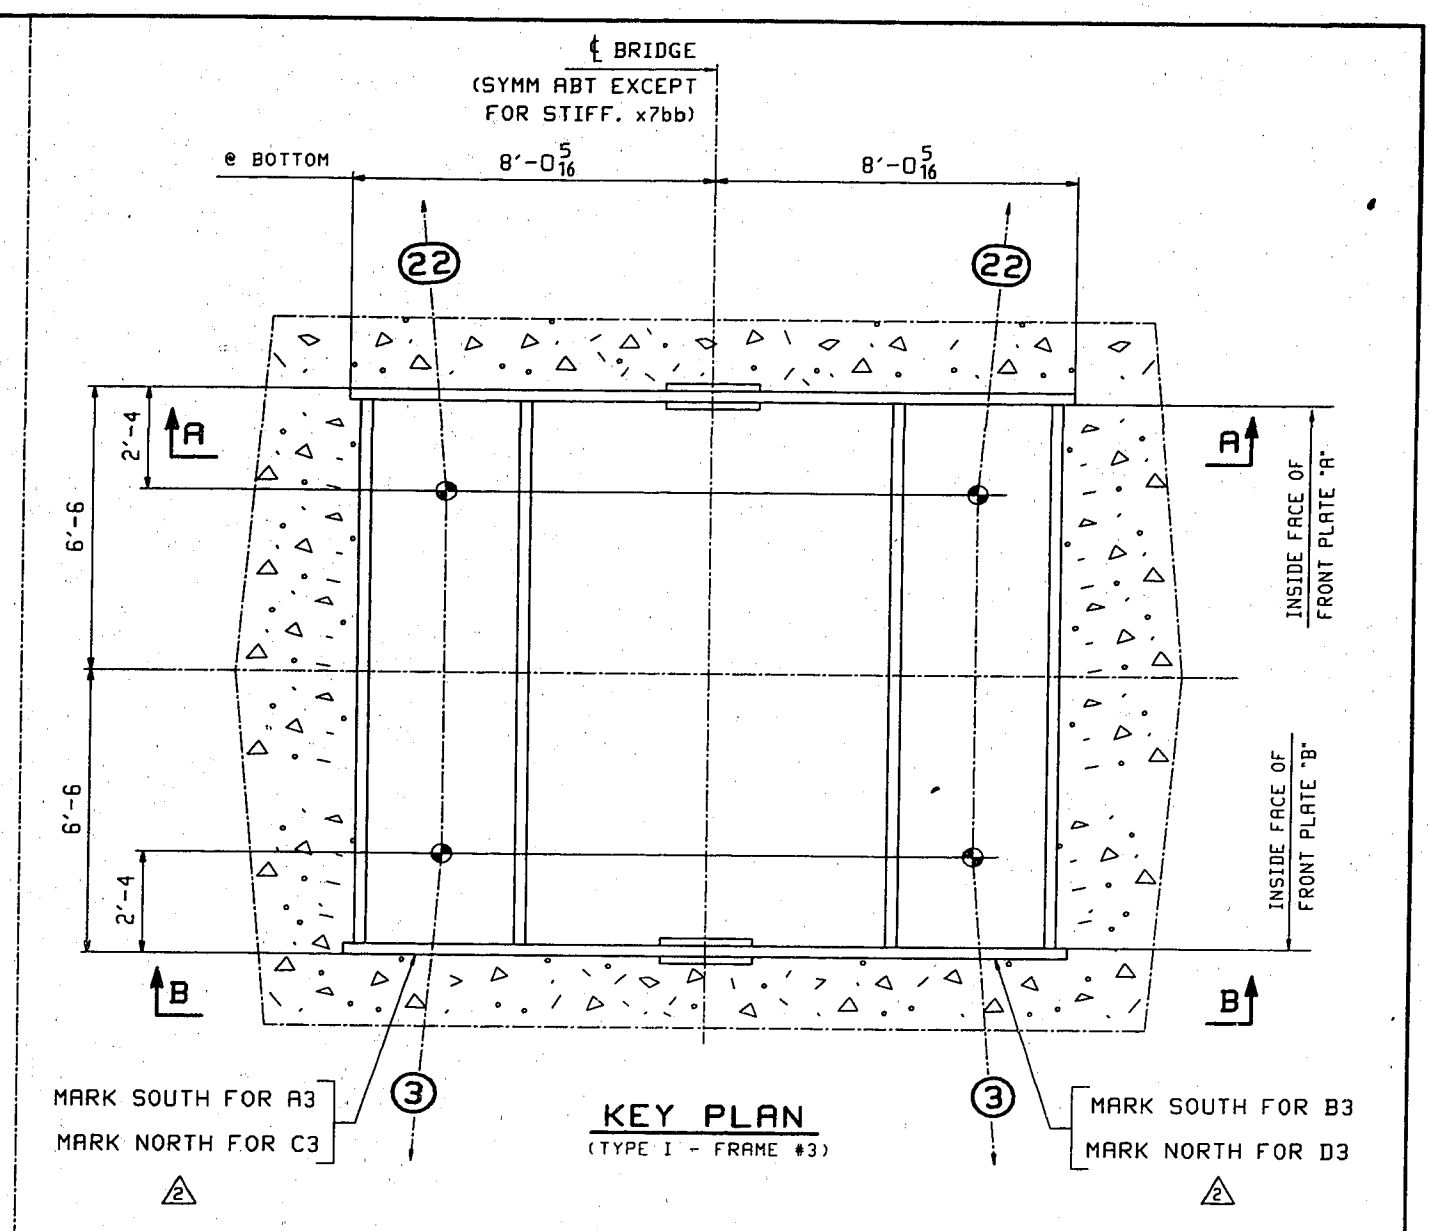 ℄ BRIDGE
(SYMM ABT EXCEPT
FOR STIFF. x7bb)
@ BOTTOM
8'-0 5/16
8'-0 5/16
22
22
A
A
2'-4
6'-6
INSIDE FACE OF
FRONT PLATE "A"
6'-6
2'-4
INSIDE FACE OF
FRONT PLATE "B"
B
B
3
3
MARK SOUTH FOR A3
MARK NORTH FOR C3
2
KEY PLAN
(TYPE I - FRAME #3)
MARK SOUTH FOR B3
MARK NORTH FOR D3
2